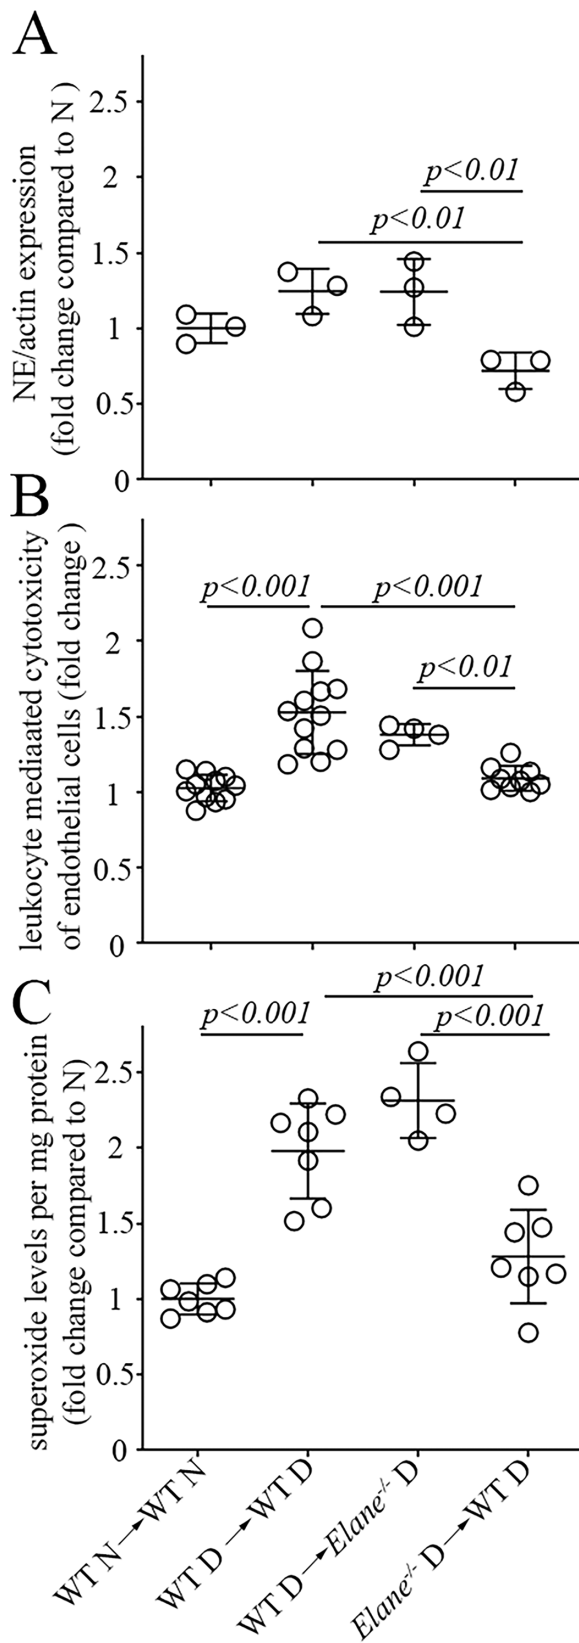 A
NE/actin expression
(fold change compared to N )
2.5
2
1.5
1
0.5
0
p<0.01
p<0.01
B
leukocyte mediaated cytotoxicity
of endothelial cells (fold change )
2.5
2
1.5
1
0.5
0
p<0.001
p<0.001
p<0.01
C
superoxide levels per mg protein
(fold change compared to N)
2.5
2
1.5
1
0.5
0
p<0.001
p<0.001
p<0.001
WT N→WT N
WT D →WT D
WT D→Elane-/- D
Elane-/- D→WT D